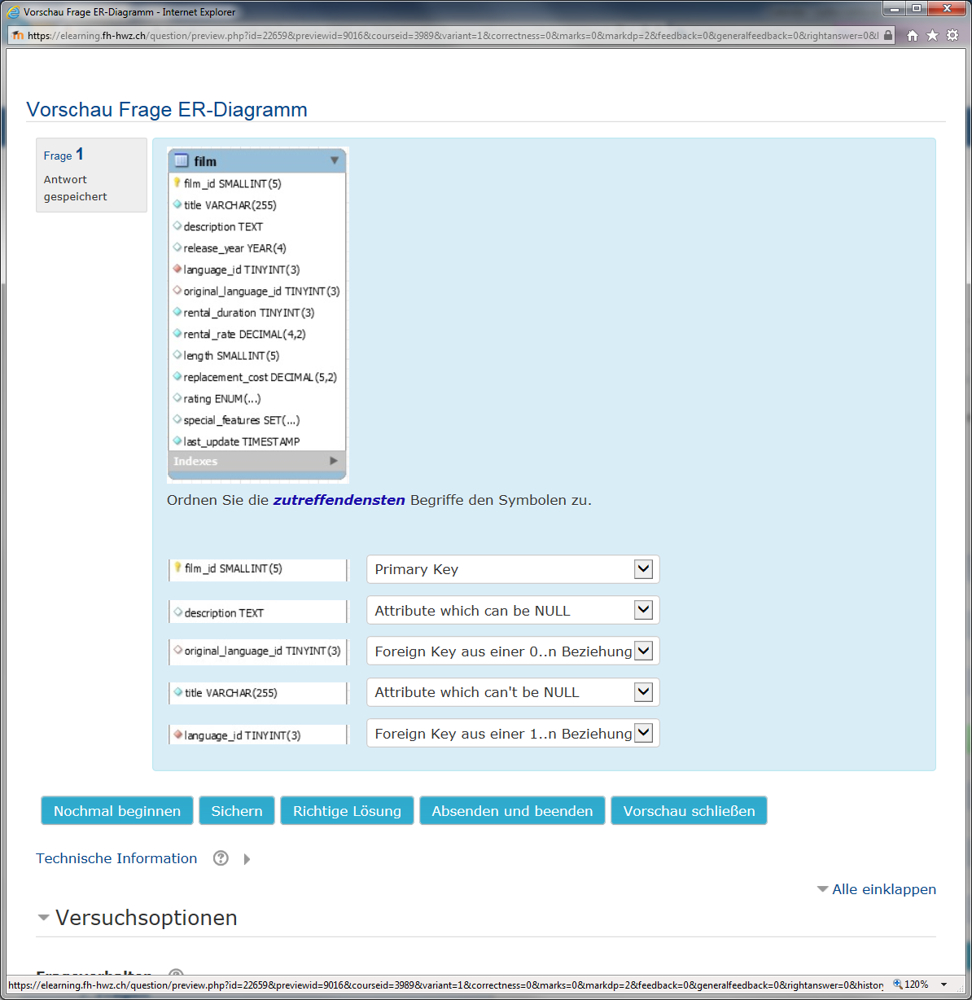 Vorschau Frage ER-Diagramm - Internet Explorer
https://elearning.fh-hwz.ch/question/preview.php?id=22659&previewid=9016&courseid=3989&variant=1&correctness=0&marks=0&markdp=2&feedback=0&generalfeedback=0&rightanswer=0&
Vorschau Frage ER-Diagramm
Frage 1
Antwort
gespeichert
film
film_id SMALLINT(5)
title VARCHAR(255)
description TEXT
release_year YEAR(4)
language_id TINYINT(3)
original_language_id TINYINT(3)
rental_duration TINYINT(3)
rental_rate DECIMAL(4,2)
length SMALLINT(5)
replacement_cost DECIMAL(5,2)
rating ENUM(...)
special_features SET(...)
last_update TIMESTAMP
Indexes
Ordnen Sie die zutreffendensten Begriffe den Symbolen zu.
film_id SMALLINT(5) Primary Key
description TEXT Attribute which can be NULL
original_language_id TINYINT(3) Foreign Key aus einer 0..n Beziehung
title VARCHAR(255) Attribute which can't be NULL
language_id TINYINT(3) Foreign Key aus einer 1..n Beziehung
Nochmal beginnen Sichern Richtige Lösung Absenden und beenden Vorschau schließen
Technische Information
Alle einklappen
Versuchsoptionen
https://elearning.fh-hwz.ch/question/preview.php?id=22659&previewid=9016&courseid=3989&variant=1&correctness=0&marks=0&markdp=2&feedback=0&generalfeedback=0&rightanswer=0&histor 120%